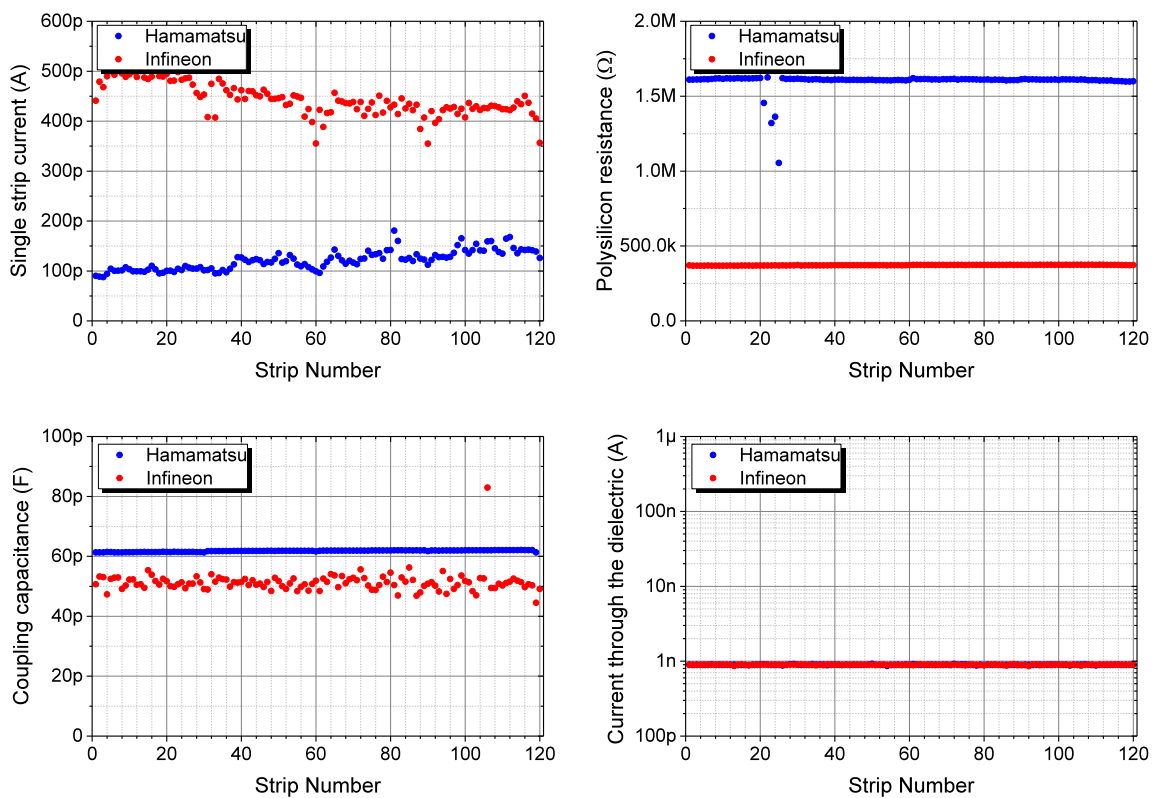 600p
500p
400p
300p
200p
100p
0
Single strip current (A)
Hamamatsu
Infineon
0 20 40 60 80 100 120
Strip Number
2.0M
1.5M
1.0M
500.0k
0.0
Polysilicon resistance (Ω)
Hamamatsu
Infineon
0 20 40 60 80 100 120
Strip Number
100p
80p
60p
40p
20p
0
Coupling capacitance (F)
Hamamatsu
Infineon
0 20 40 60 80 100 120
Strip Number
1µ
100n
10n
1n
100p
Current through the dielectric (A)
Hamamatsu
Infineon
0 20 40 60 80 100 120
Strip Number